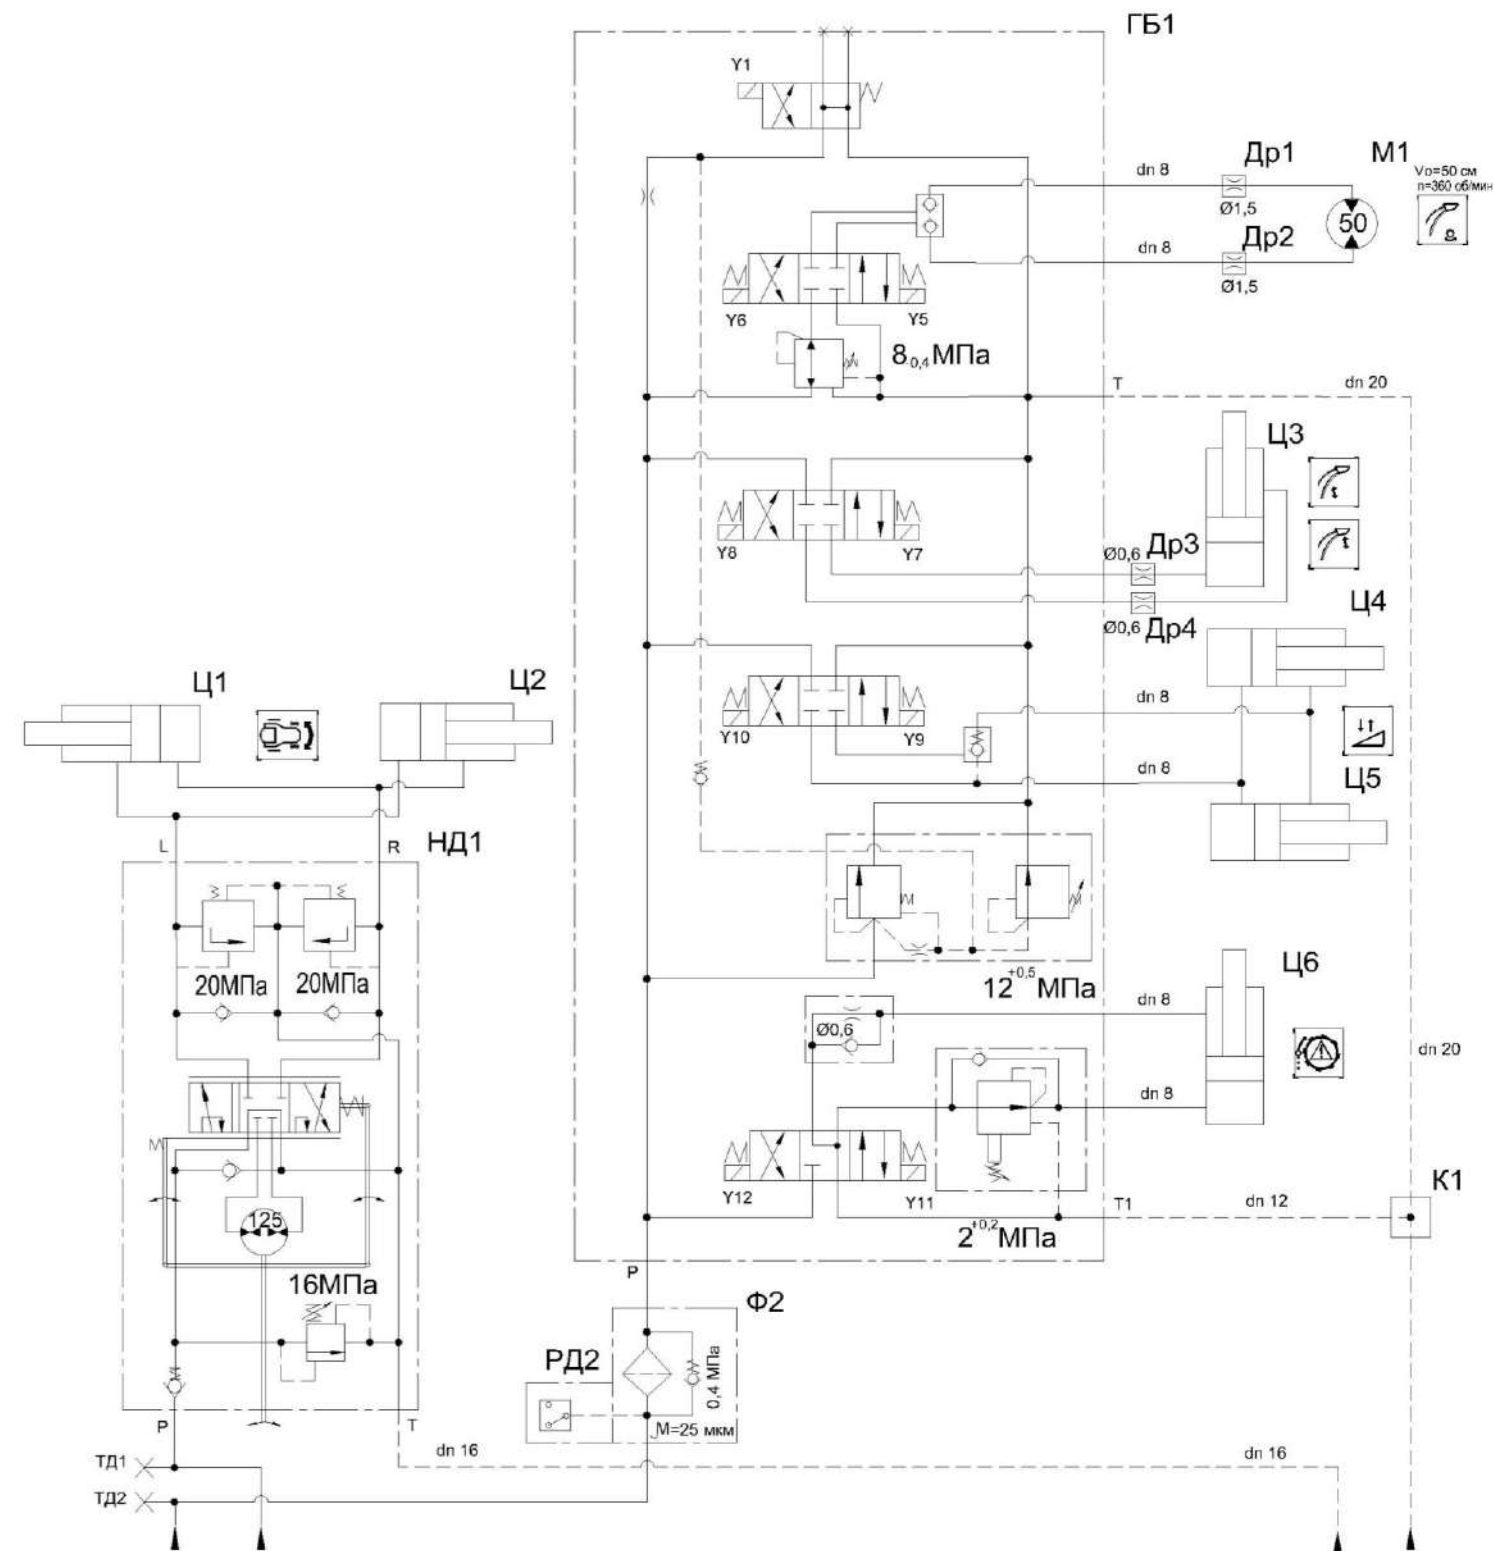 ГБ1
Y1
dn 8
Др1
М1
Vo=50 см
n=360 об/мин
Ø1,5
50
dn 8
Др2
Ø1,5
Y6
Y5
8-0,4 МПа
T
dn 20
Ц3
Y8
Y7
Ø0,6
Др3
Ц4
Ø0,6
Др4
Ц1
Ц2
dn 8
Y10
Y9
dn 8
Ц5
L
R
НД1
20МПа
20МПа
12+0,5 МПа
Ц6
dn 8
Ø0,6
dn 20
dn 8
Y12
Y11
T1
dn 12
К1
125
2+0,2 МПа
16МПа
P
Ф2
РД2
0,4 МПа
М=25 мкм
P
T
dn 16
dn 16
ТД1
ТД2